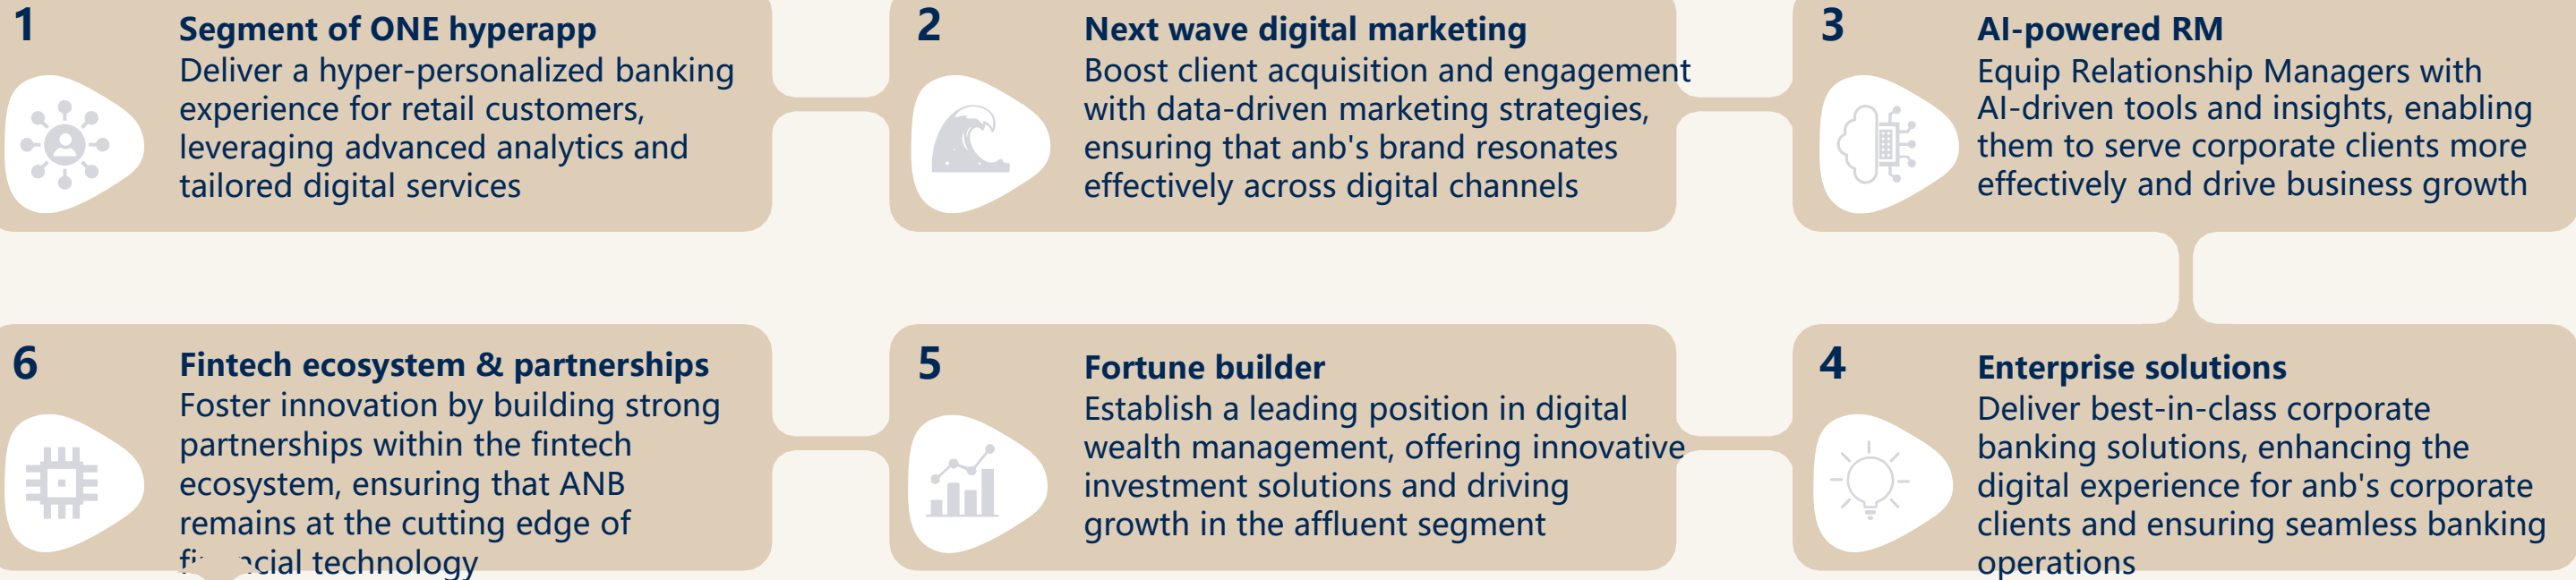 1
Segment of ONE hyperapp
Deliver a hyper-personalized banking
experience for retail customers,
leveraging advanced analytics and
tailored digital services
2
Next wave digital marketing
Boost client acquisition and engagement
with data-driven marketing strategies,
ensuring that anb's brand resonates
effectively across digital channels
3
AI-powered RM
Equip Relationship Managers with
AI-driven tools and insights, enabling
them to serve corporate clients more
effectively and drive business growth
6
Fintech ecosystem & partnerships
Foster innovation by building strong
partnerships within the fintech
ecosystem, ensuring that ANB
remains at the cutting edge of
financial technology
5
Fortune builder
Establish a leading position in digital
wealth management, offering innovative
investment solutions and driving
growth in the affluent segment
4
Enterprise solutions
Deliver best-in-class corporate
banking solutions, enhancing the
digital experience for anb's corporate
clients and ensuring seamless banking
operations